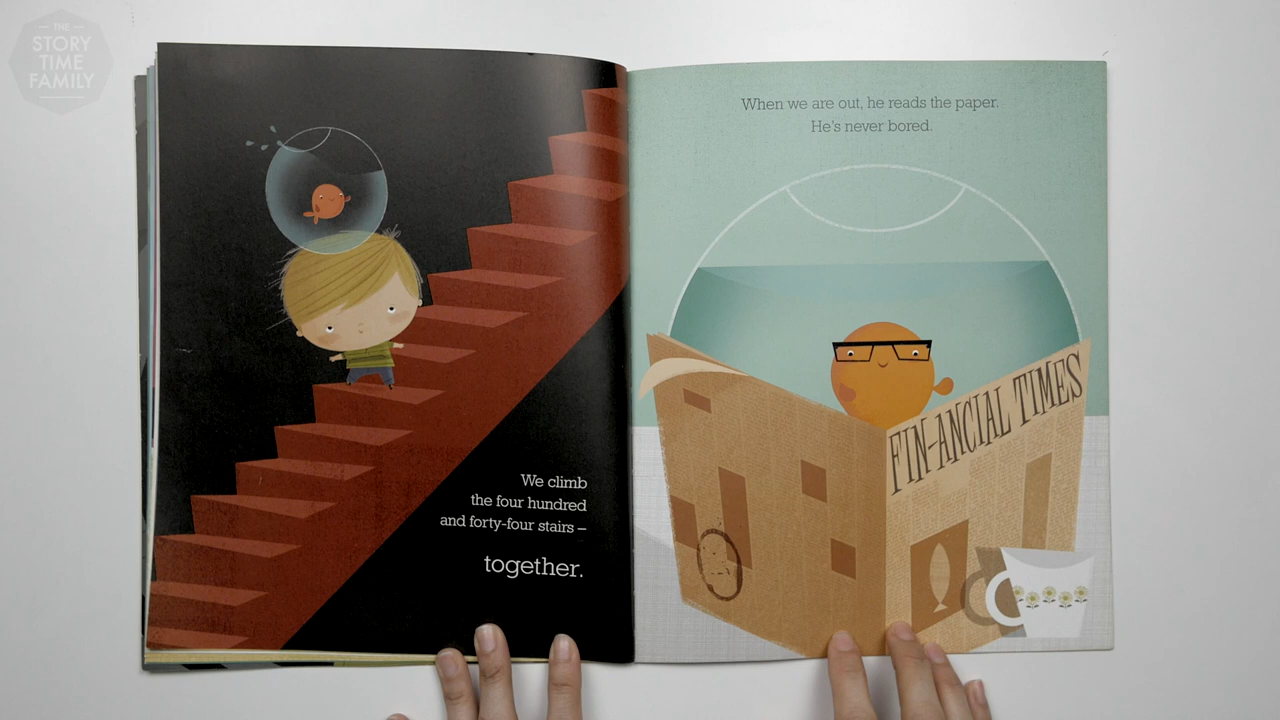 THE
STORY
TIME
FAMILY
We climb
the four hundred
and forty-four stairs –
together.
When we are out, he reads the paper.
He's never bored.
FIN-ANCIAL TIMES